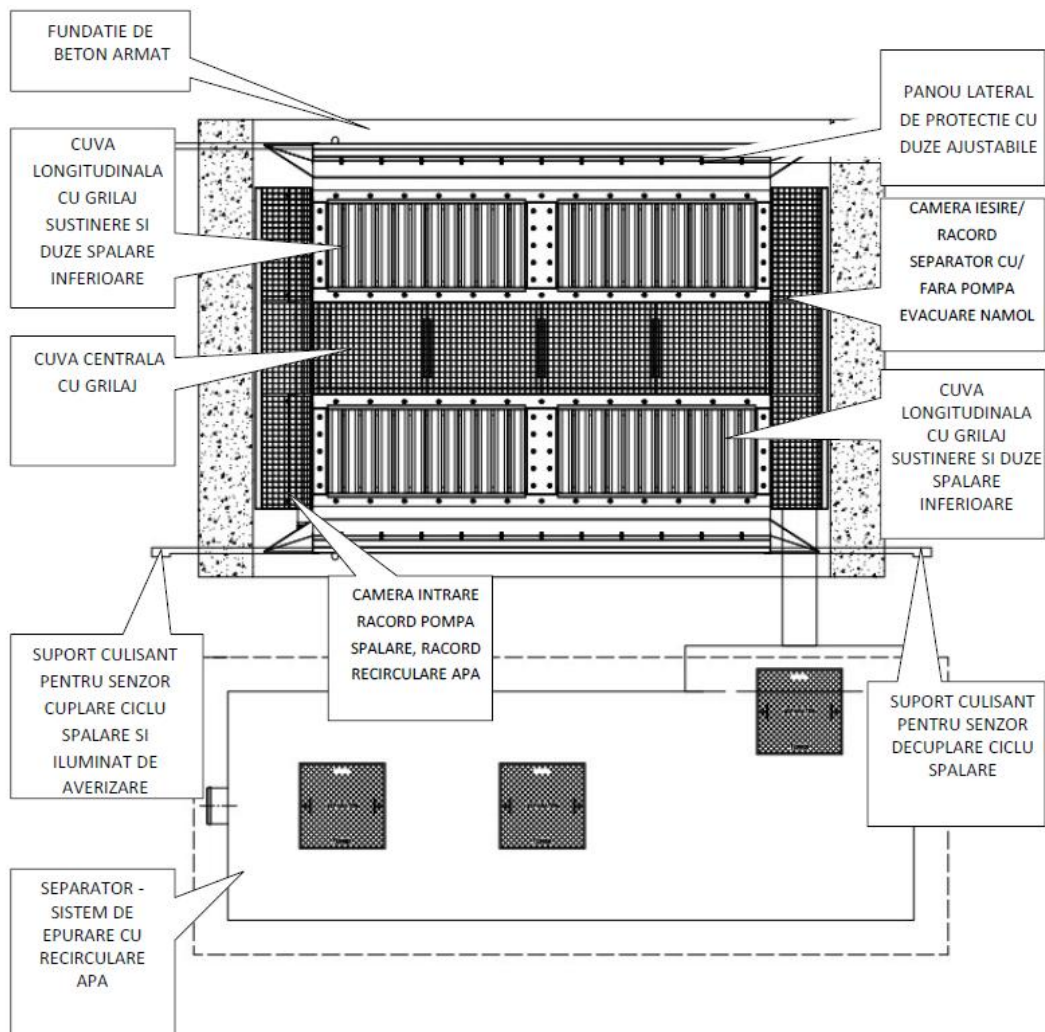 FUNDATIE DE
BETON ARMAT
PANOU LATERAL
DE PROTECTIE CU
DUZE AJUSTABILE
CUVA
LONGITUDINALA
CU GRILAJ
SUSTINERE SI
DUZE SPALARE
INFERIOARE
CAMERA IESIRE/
RACORD
SEPARATOR CU/
FARA POMPA
EVACUARE NAMOL
CUVA CENTRALA
CU GRILAJ
CUVA
LONGITUDINALA
CU GRILAJ
SUSTINERE SI DUZE
SPALARE
INFERIOARE
CAMERA INTRARE
RACORD POMPA
SPALARE, RACORD
RECIRCULARE APA
SUPORT CULISANT
PENTRU SENZOR
CUPLARE CICLU
SPALARE SI
ILUMINAT DE
AVERIZARE
SUPORT CULISANT
PENTRU SENZOR
DECUPLARE CICLU
SPALARE
SEPARATOR -
SISTEM DE
EPURARE CU
RECIRCULARE
APA